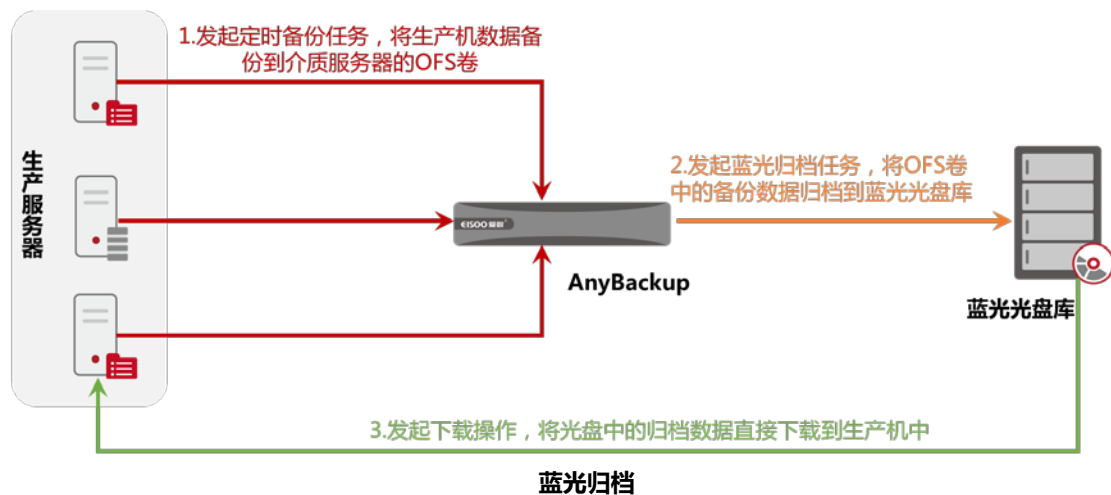 1.发起定时备份任务，将生产机数据备
份到介质服务器的OFS卷
生产服务器
2.发起蓝光归档任务，将OFS卷
中的备份数据归档到蓝光光盘库
EISOO 爱数
AnyBackup
蓝光光盘库
3.发起下载操作，将光盘中的归档数据直接下载到生产机中
蓝光归档